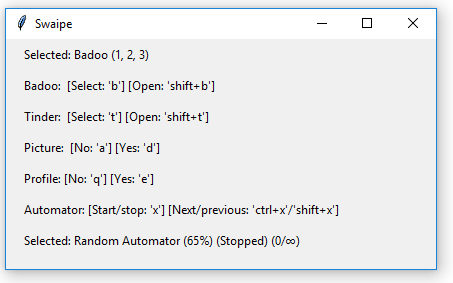 Swaipe
Selected: Badoo (1, 2, 3)
Badoo:  [Select: 'b'] [Open: 'shift+b']
Tinder:  [Select: 't'] [Open: 'shift+t']
Picture:  [No: 'a'] [Yes: 'd']
Profile: [No: 'q'] [Yes: 'e']
Automator: [Start/stop: 'x'] [Next/previous: 'ctrl+x'/'shift+x']
Selected: Random Automator (65%) (Stopped) (0/∞)